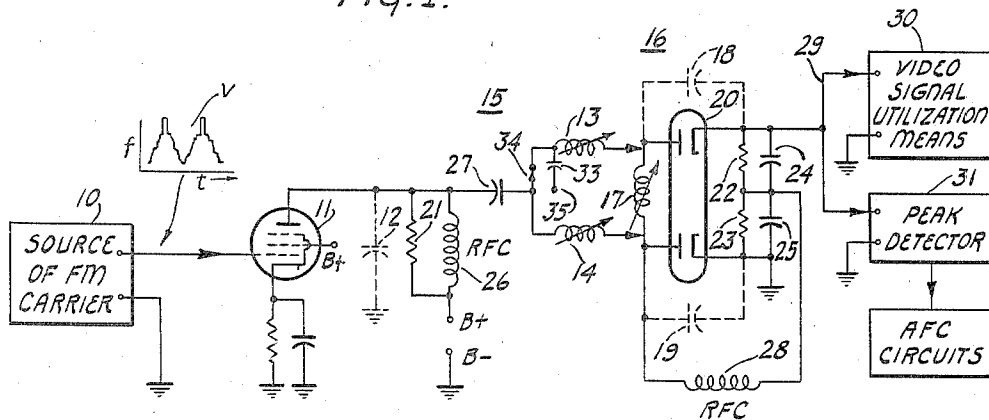 FIG.1.
16
30
29
VIDEO
SIGNAL
UTILIZATION
MEANS
18
20
15
13
34
33
27
35
17
14
22
24
23
25
31
PEAK
DETECTOR
AFC
CIRCUITS
V
f
t
10
SOURCE
OF FM
CARRIER
11
B+
12
21
RFC
26
B+
B-
19
28
RFC